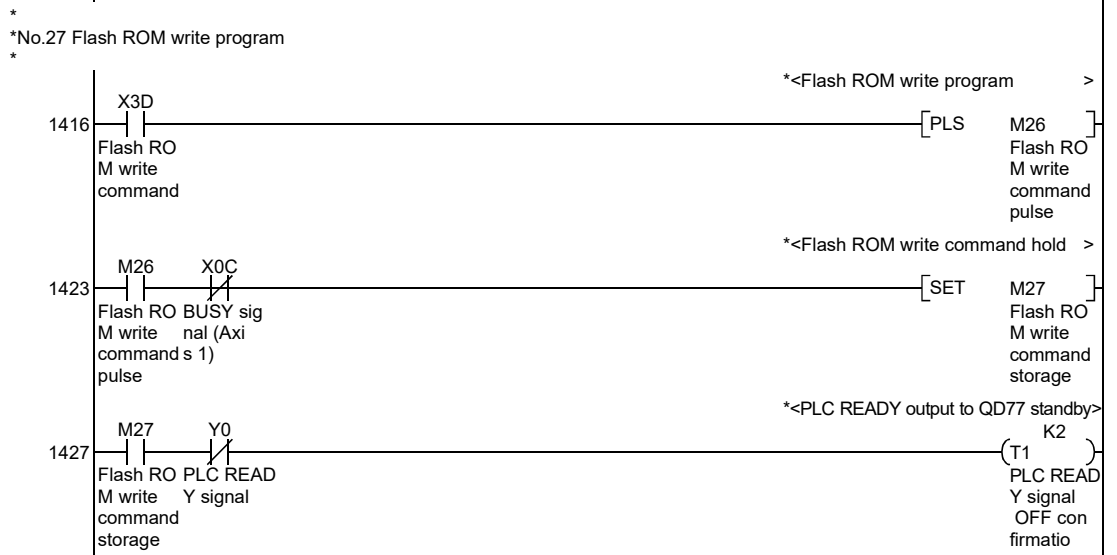 *
*No.27 Flash ROM write program
*
*<Flash ROM write program >
X3D
1416
PLS M26
Flash RO
M write
command
Flash RO
M write
command
pulse
*<Flash ROM write command hold >
M26 X0C
1423
SET M27
Flash RO BUSY sig
M write nal (Axi
command s 1)
pulse
Flash RO
M write
command
storage
*<PLC READY output to QD77 standby>
M27 Y0 K2
1427
T1
Flash RO PLC READ
M write Y signal
command
storage
PLC READ
Y signal
OFF con
firmatio